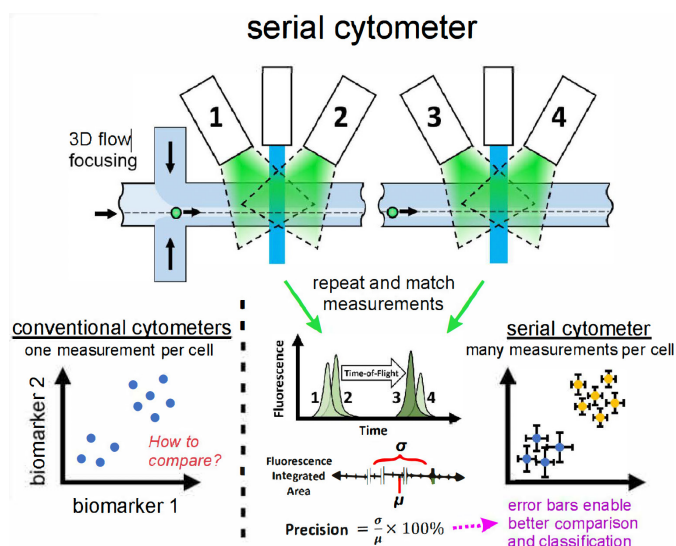 serial cytometer
1
2
3
4
3D flow
focusing
repeat and match
measurements
conventional cytometers
one measurement per cell
biomarker 2
How to
compare?
biomarker 1
Fluorescence
Time-of-Flight
1
2
3
4
Time
σ
Fluorescence
Integrated
Area
μ
Precision = σ/μ × 100%
serial cytometer
many measurements per cell
error bars enable
better comparison
and classification